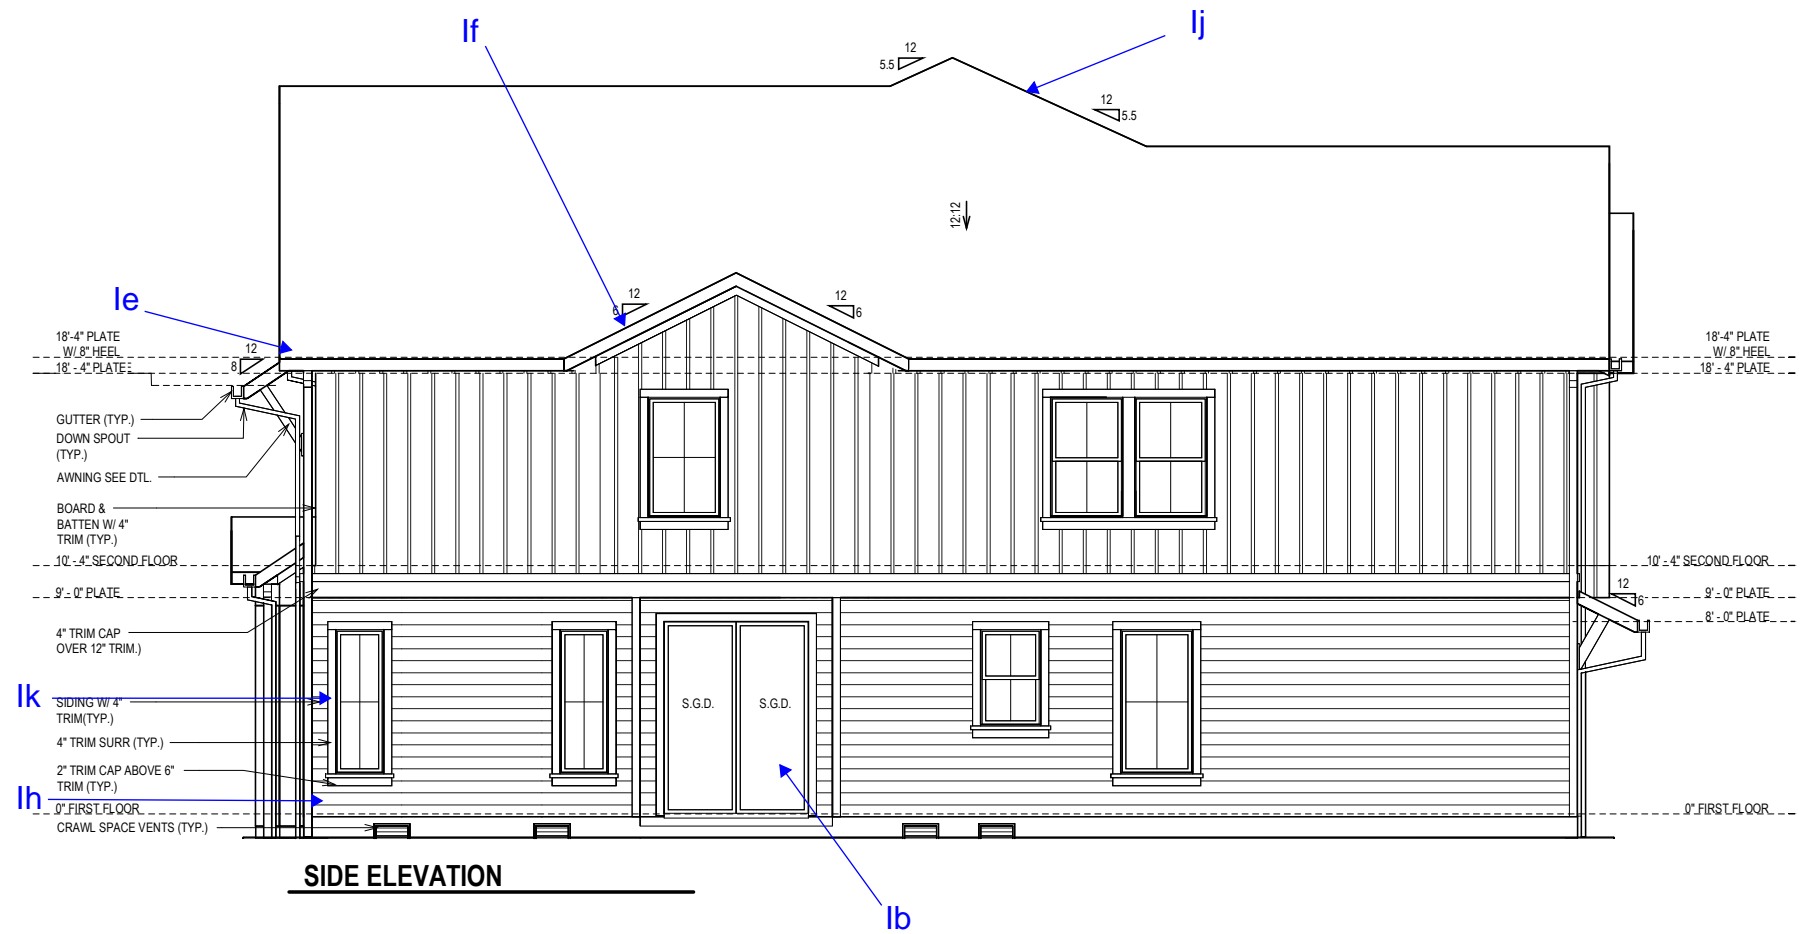 If
Ij
12
5.5
12
5.5
12:12
Ie
12
6
12
6
18'-4" PLATE
W/ 8" HEEL
12
8
18' - 4" PLATE
18'-4" PLATE
W/ 8" HEEL
18' - 4" PLATE
GUTTER (TYP.)
DOWN SPOUT
(TYP.)
AWNING SEE DTL.
BOARD &
BATTEN W/ 4"
TRIM (TYP.)
10' - 4" SECOND FLOOR
10' - 4" SECOND FLOOR
9' - 0" PLATE
12
6
9' - 0" PLATE
8' - 0" PLATE
4" TRIM CAP
OVER 12" TRIM.)
Ik
SIDING W/ 4"
TRIM(TYP.)
S.G.D.
S.G.D.
4" TRIM SURR (TYP.)
2" TRIM CAP ABOVE 6"
TRIM (TYP.)
Ih
0" FIRST FLOOR
0" FIRST FLOOR
CRAWL SPACE VENTS (TYP.)
SIDE ELEVATION
Ib